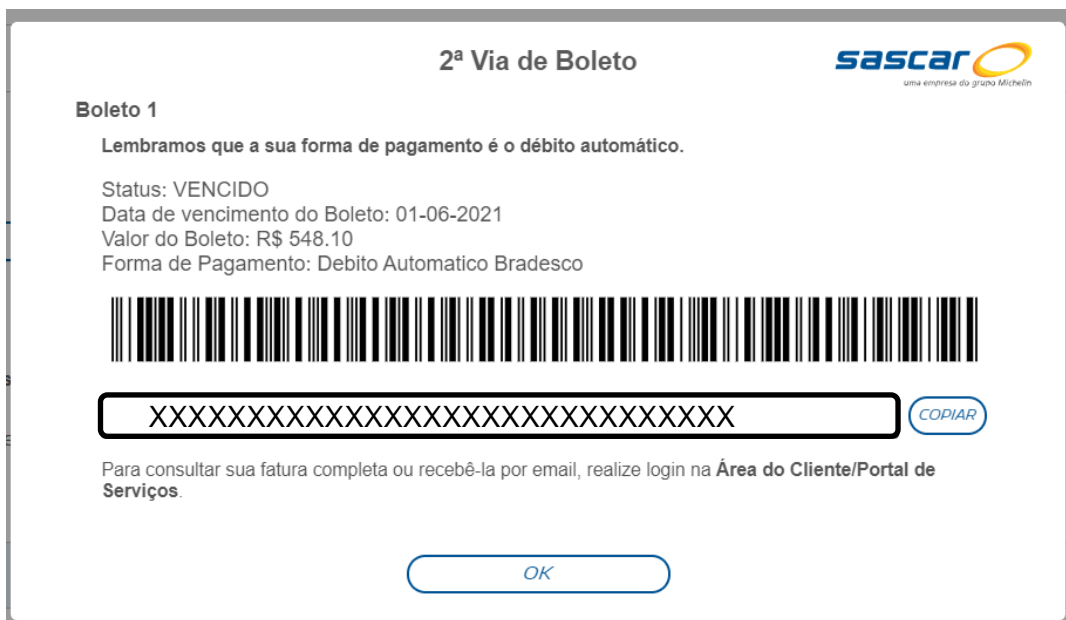 2ª Via de Boleto
sascar
uma empresa do grupo Michelin
Boleto 1
Lembramos que a sua forma de pagamento é o débito automático.
Status: VENCIDO
Data de vencimento do Boleto: 01-06-2021
Valor do Boleto: R$ 548.10
Forma de Pagamento: Debito Automatico Bradesco
XXXXXXXXXXXXXXXXXXXXXXXXXXXXXX
COPIAR
Para consultar sua fatura completa ou recebê-la por email, realize login na Área do Cliente/Portal de
Serviços.
OK